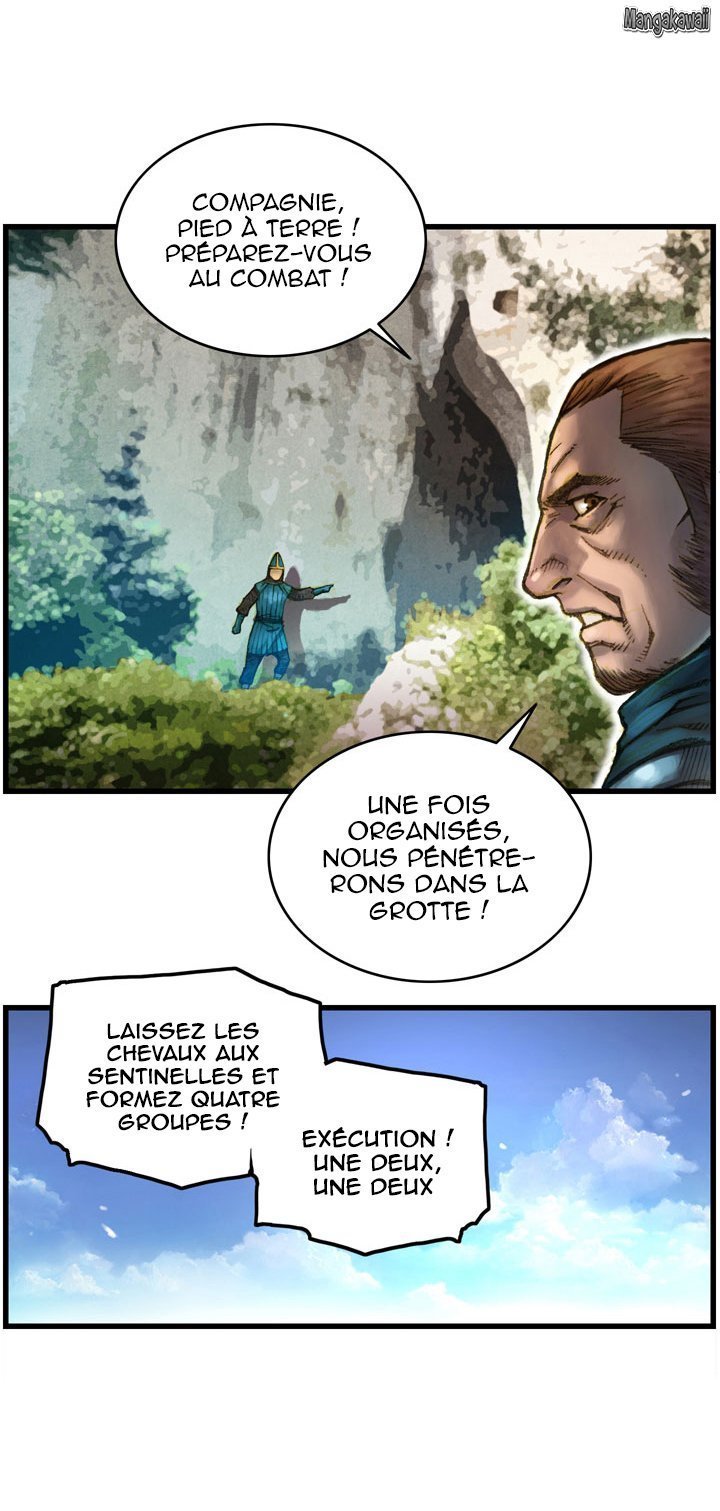 Mangakawaii
COMPAGNIE,
PIED À TERRE !
PRÉPAREZ-VOUS
AU COMBAT !
UNE FOIS
ORGANISÉS,
NOUS PÉNÉTRE-
RONS DANS LA
GROTTE !
LAISSEZ LES
CHEVAUX AUX
SENTINELLES ET
FORMEZ QUATRE
GROUPES !
EXÉCUTION !
UNE DEUX,
UNE DEUX